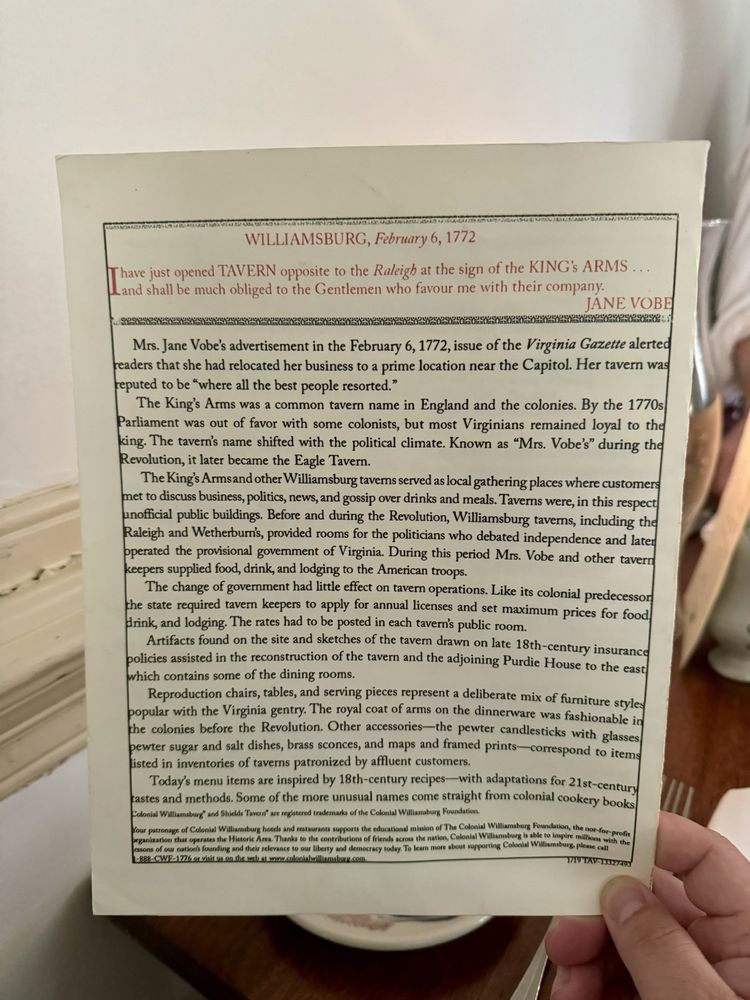 WILLIAMSBURG, February 6, 1772
I have just opened TAVERN opposite to the Raleigh at the sign of the KING's ARMS . . .
and shall be much obliged to the Gentlemen who favour me with their company.
JANE VOBE
Mrs. Jane Vobe's advertisement in the February 6, 1772, issue of the Virginia Gazette alerted
readers that she had relocated her business to a prime location near the Capitol. Her tavern was
reputed to be “where all the best people resorted.”
The King's Arms was a common tavern name in England and the colonies. By the 1770s
Parliament was out of favor with some colonists, but most Virginians remained loyal to the
king. The tavern's name shifted with the political climate. Known as “Mrs. Vobe's” during the
Revolution, it later became the Eagle Tavern.
The King's Arms and other Williamsburg taverns served as local gathering places where customers
met to discuss business, politics, news, and gossip over drinks and meals. Taverns were, in this respect
unofficial public buildings. Before and during the Revolution, Williamsburg taverns, including the
Raleigh and Wetherburn's, provided rooms for the politicians who debated independence and later
operated the provisional government of Virginia. During this period Mrs. Vobe and other tavern
keepers supplied food, drink, and lodging to the American troops.
The change of government had little effect on tavern operations. Like its colonial predecessor
the state required tavern keepers to apply for annual licenses and set maximum prices for food
drink, and lodging. The rates had to be posted in each tavern's public room.
Artifacts found on the site and sketches of the tavern drawn on late 18th-century insurance
policies assisted in the reconstruction of the tavern and the adjoining Purdie House to the east
which contains some of the dining rooms.
Reproduction chairs, tables, and serving pieces represent a deliberate mix of furniture styles
popular with the Virginia gentry. The royal coat of arms on the dinnerware was fashionable in
the colonies before the Revolution. Other accessories—the pewter candlesticks with glasses
pewter sugar and salt dishes, brass sconces, and maps and framed prints—correspond to items
listed in inventories of taverns patronized by affluent customers.
Today's menu items are inspired by 18th-century recipes—with adaptations for 21st-century
tastes and methods. Some of the more unusual names come straight from colonial cookery books
Colonial Williamsburg® and Shields Tavern® are registered trademarks of the Colonial Williamsburg Foundation.
Your patronage of Colonial Williamsburg hotels and restaurants supports the educational mission of The Colonial Williamsburg Foundation, the not-for-profit
organization that operates the Historic Area. Thanks to the contributions of friends across the nation, Colonial Williamsburg is able to inspire millions with the
lessons of our nation's founding and their relevance to our liberty and democracy today. To learn more about supporting Colonial Williamsburg, please call
1-888-CWF-1776 or visit us on the web at www.colonialwilliamsburg.com.
1/19 TAV-13327493